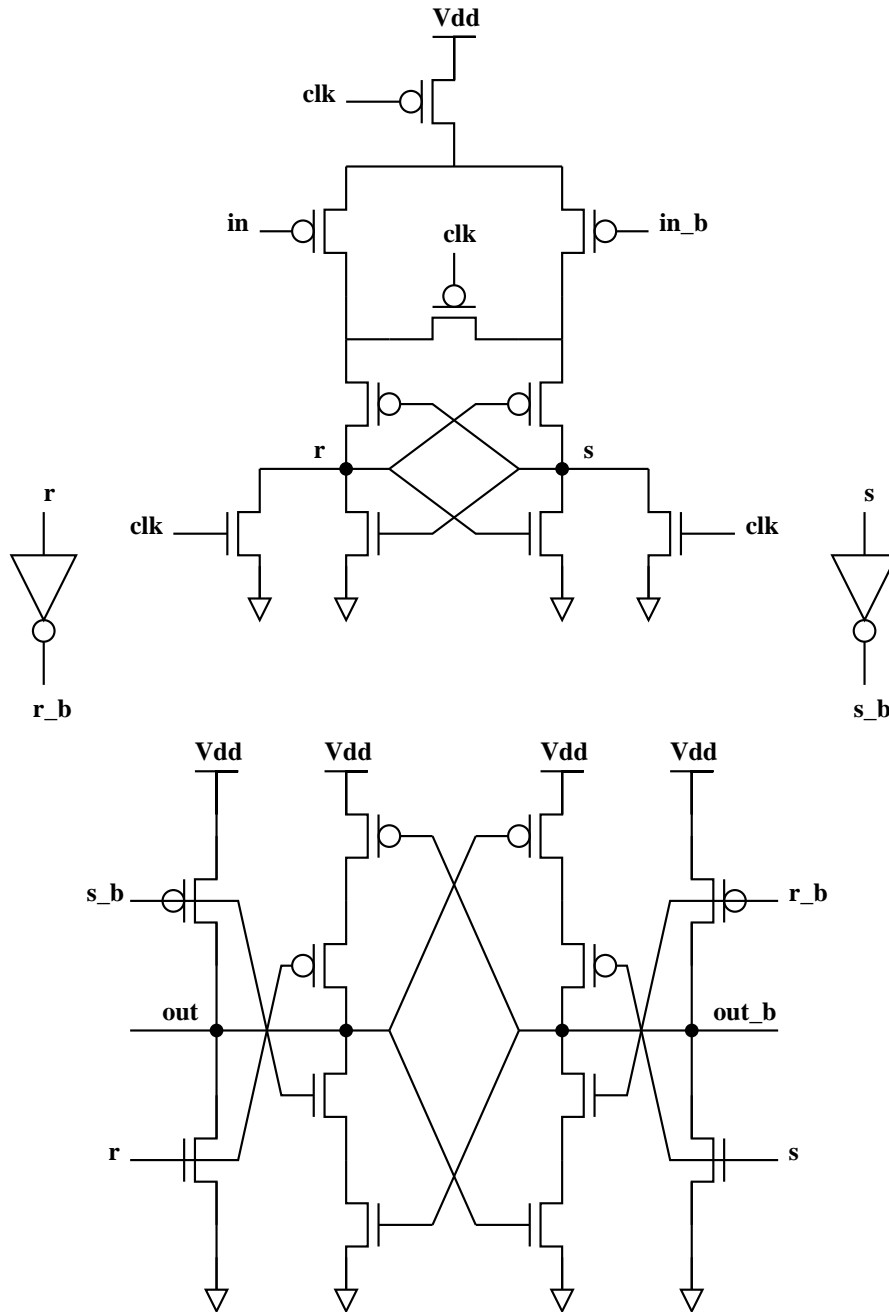 Vdd
clk
in
in_b
clk
r
s
r
clk
clk
s
r_b
s_b
Vdd
Vdd
Vdd
Vdd
s_b
r_b
out
out_b
r
s